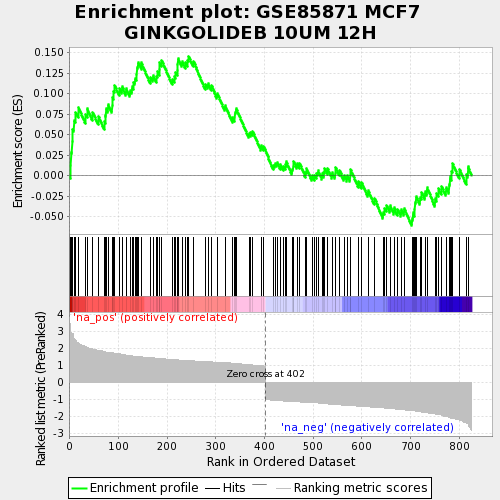 Enrichment plot: GSE85871 MCF7
GINKGOLIDEB 10UM 12H
Enrichment score (ES)
0.150
0.125
0.100
0.075
0.050
0.025
0.000
-0.025
-0.050
'na_pos' (positively correlated)
Ranked list metric (PreRanked)
4
3
2
1
0
-1
-2
-3
Zero cross at 402
'na_neg' (negatively correlated)
0
100
200
300
400
500
600
700
800
Rank in Ordered Dataset
Enrichment profile
Hits
Ranking metric scores